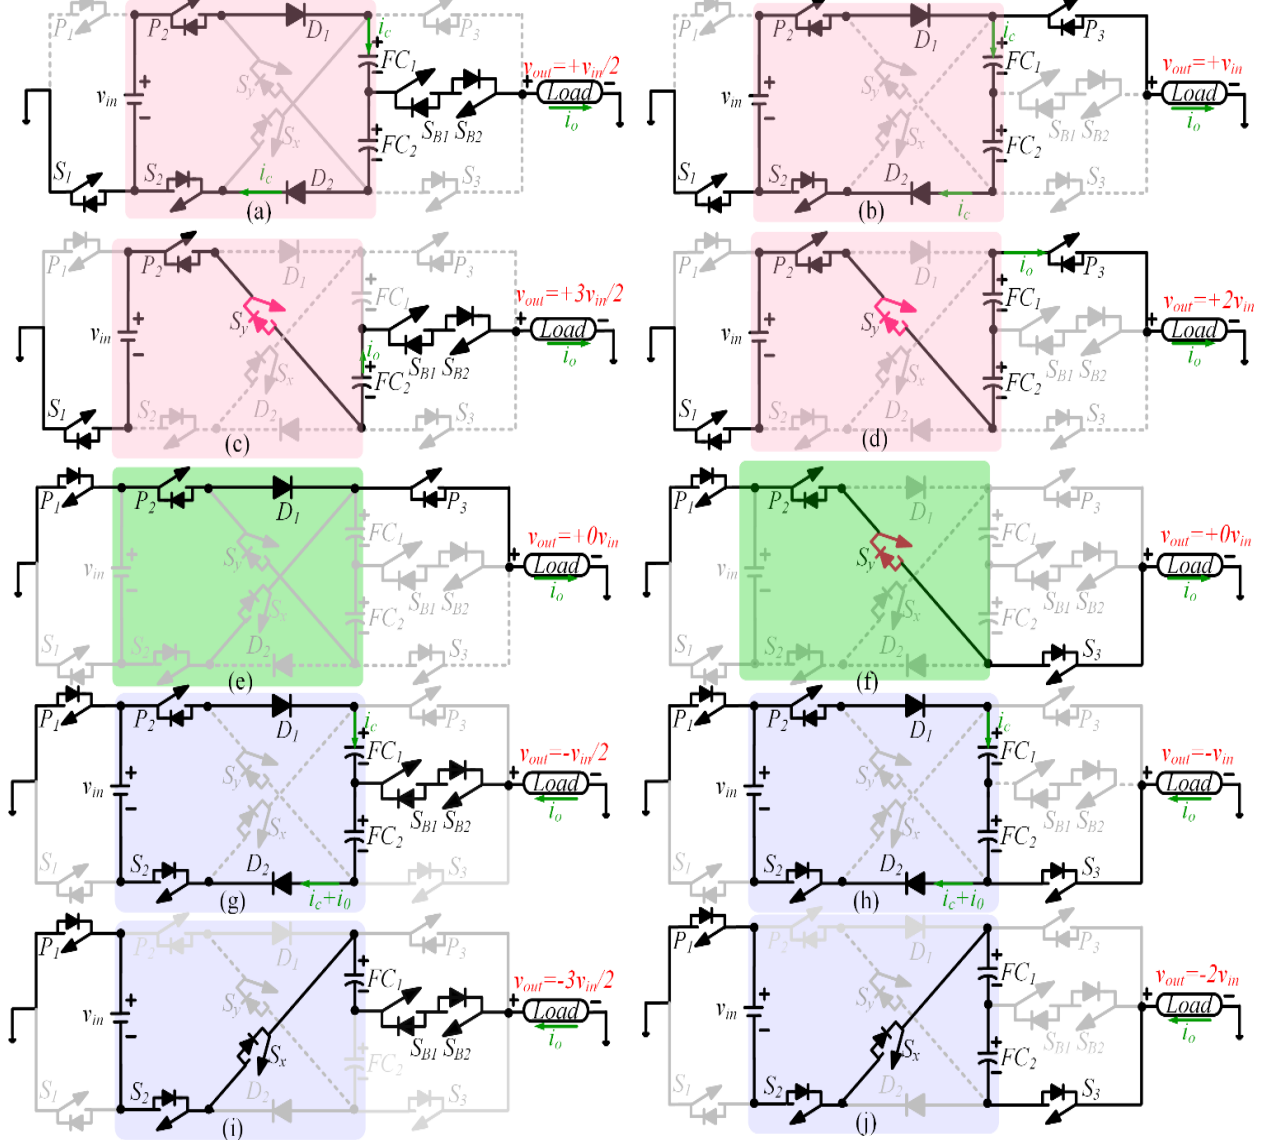 P1 P2 D1 ic + P3
+ vin − Sy Sx + FC1 − SB1 SB2 vout=+vin/2 + Load − io
+ FC2 −
S1 S2 ic D2 S3
(a)
P1 P2 D1 ic + P3
+ vin − Sy Sx + FC1 − SB1 SB2 vout=+vin + Load − io
+ FC2 −
S1 S2 D2 ic S3
(b)
P1 P2 D1 + P3
+ vin − Sy Sx FC1 − SB1 SB2 vout=+3vin/2 + Load − io
io + FC2 −
S1 S2 D2 S3
(c)
P1 P2 D1 + io P3
+ vin − Sy Sx FC1 − SB1 SB2 vout=+2vin + Load − io
+ FC2 −
S1 S2 D2 S3
(d)
P1 P2 D1 + P3
+ vin − Sy Sx FC1 − SB1 SB2 vout=+0vin + Load − io
+ FC2 −
S1 S2 D2 S3
(e)
P1 P2 D1 + P3
+ vin − Sy Sx FC1 − SB1 SB2 vout=+0vin + Load − io
+ FC2 −
S1 S2 D2 S3
(f)
P1 P2 D1 ic + P3
+ vin − Sy Sx FC1 − SB1 SB2 vout=-vin/2 + Load − io
+ FC2 −
S1 S2 D2 ic+i0 S3
(g)
P1 P2 D1 ic + P3
+ vin − Sy Sx FC1 − SB1 SB2 vout=-vin + Load − io
+ FC2 −
S1 S2 D2 ic+i0 S3
(h)
P1 P2 D1 + P3
+ vin − Sy Sx FC1 − SB1 SB2 vout=-3vin/2 + Load − io
+ FC2 −
S1 S2 D2 S3
(i)
P1 P2 D1 + P3
+ vin − Sy Sx FC1 − SB1 SB2 vout=-2vin + Load − io
+ FC2 −
S1 S2 D2 S3
(j)